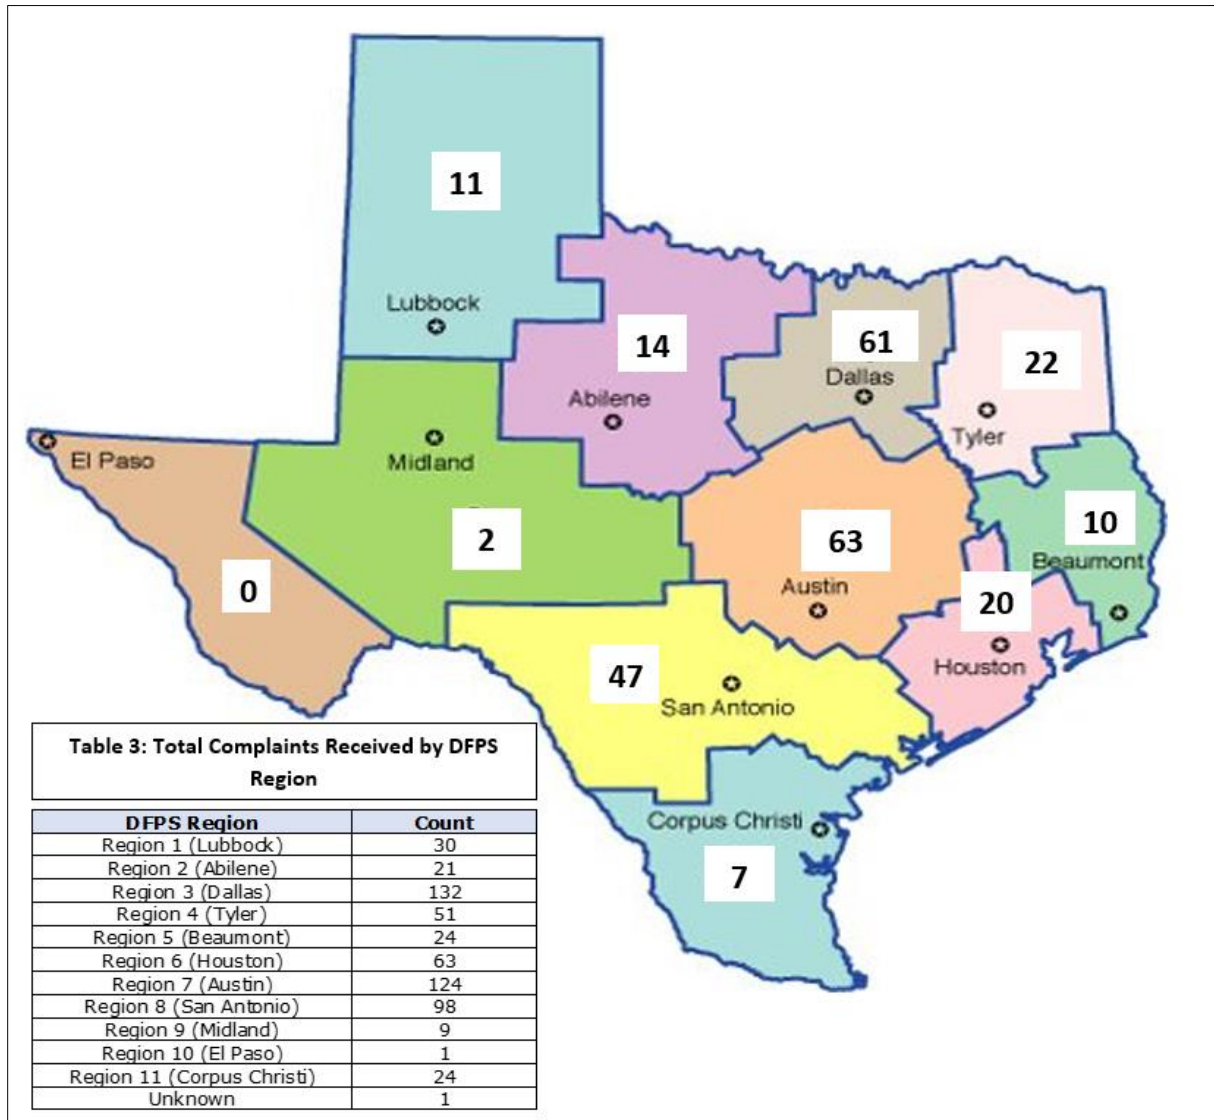 11
Lubbock
14
Abilene
61
Dallas
22
Tyler
El Paso
Midland
2
0
63
Austin
10
Beaumont
20
Houston
47
San Antonio
Corpus Christi
7
Table 3: Total Complaints Received by DFPS
Region
DFPS Region Count
Region 1 (Lubbock) 30
Region 2 (Abilene) 21
Region 3 (Dallas) 132
Region 4 (Tyler) 51
Region 5 (Beaumont) 24
Region 6 (Houston) 63
Region 7 (Austin) 124
Region 8 (San Antonio) 98
Region 9 (Midland) 9
Region 10 (El Paso) 1
Region 11 (Corpus Christi) 24
Unknown 1